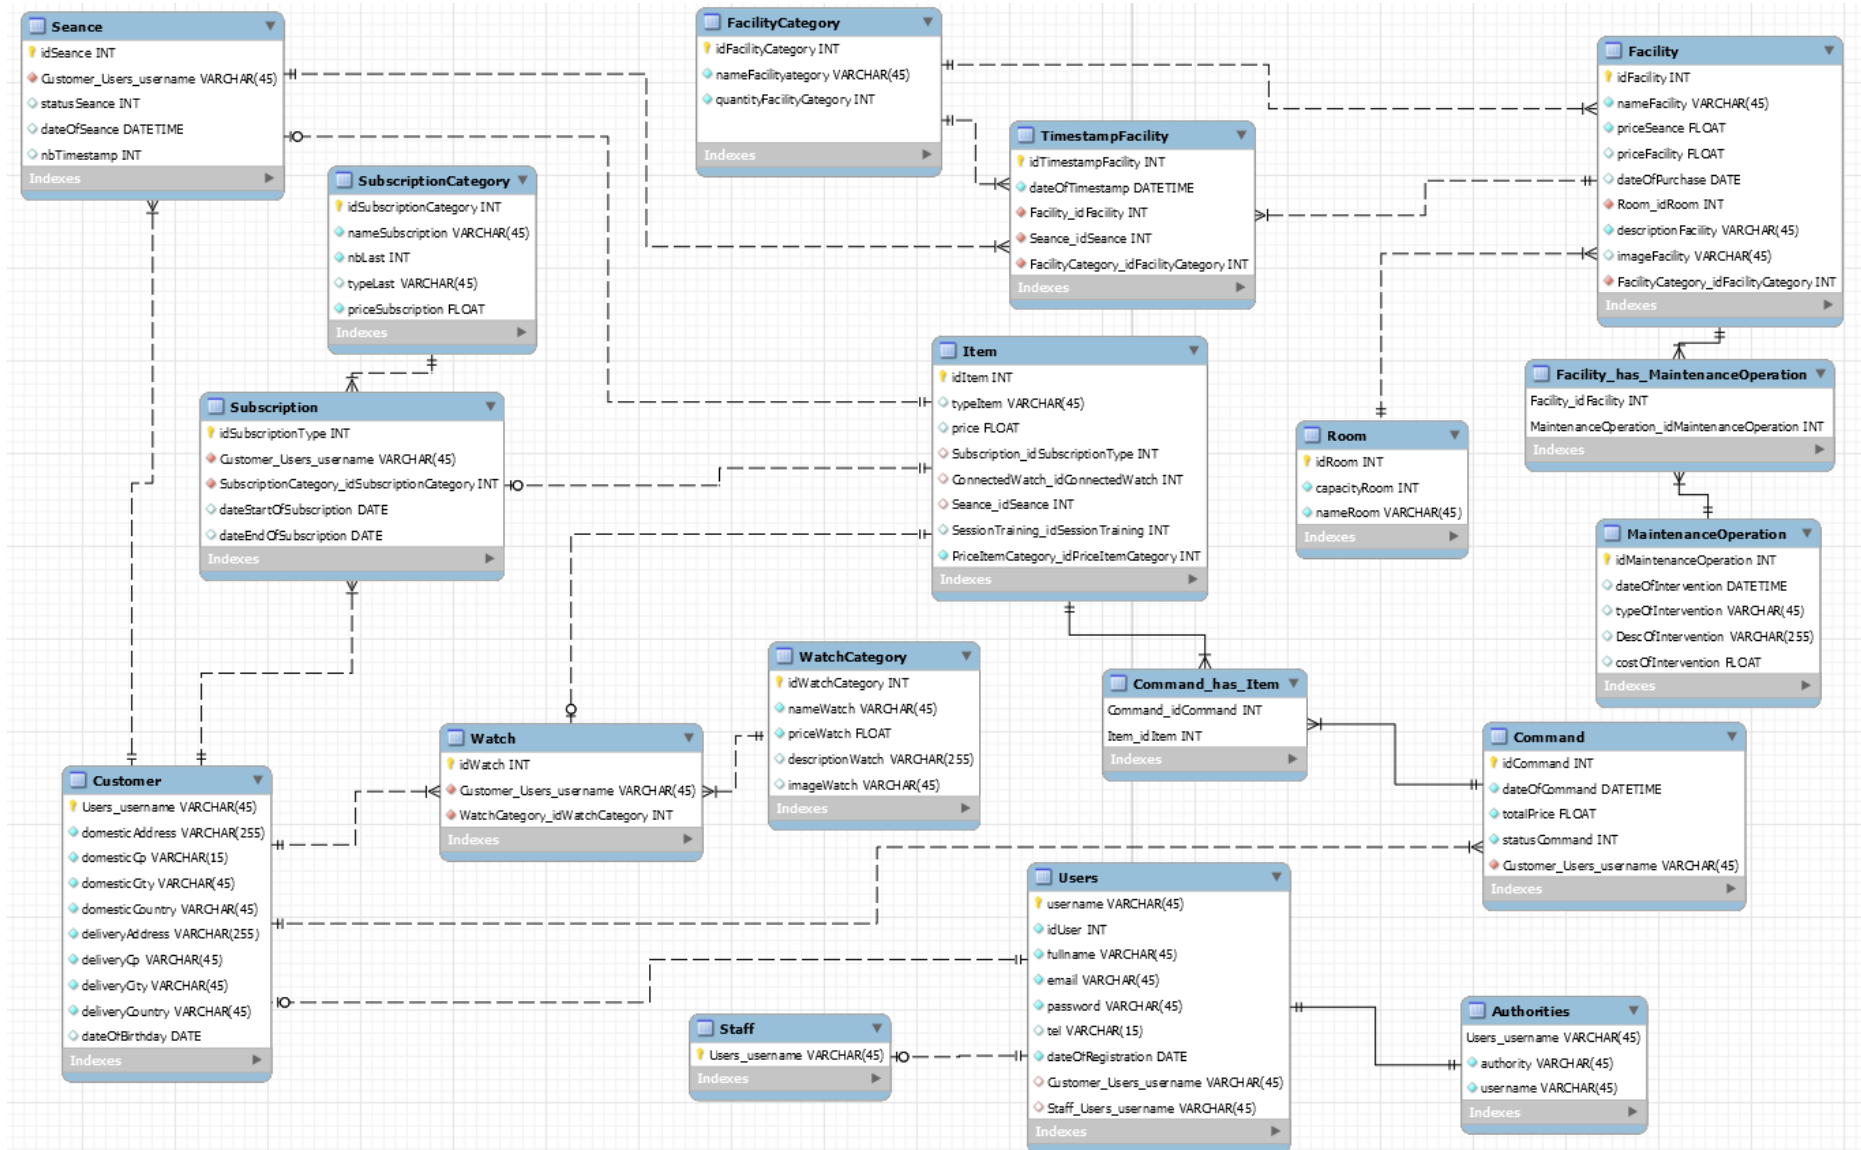 Seance
idSeance INT
Customer_Users_username VARCHAR(45)
statusSeance INT
dateOfSeance DATETIME
nbTimestamp INT
Indexes
FacilityCategory
idFacilityCategory INT
nameFacilityategory VARCHAR(45)
quantityFacilityCategory INT
Indexes
Facility
idFacility INT
nameFacility VARCHAR(45)
priceSeance FLOAT
priceFacility FLOAT
dateOfPurchase DATE
Room_idRoom INT
descriptionFacility VARCHAR(45)
imageFacility VARCHAR(45)
FacilityCategory_idFacilityCategory INT
Indexes
TimestampFacility
idTimestampFacility INT
dateOfTimestamp DATETIME
Facility_idFacility INT
Seance_idSeance INT
FacilityCategory_idFacilityCategory INT
Indexes
SubscriptionCategory
idSubscriptionCategory INT
nameSubscription VARCHAR(45)
nbLast INT
typeLast VARCHAR(45)
priceSubscription FLOAT
Indexes
Item
idItem INT
typeItem VARCHAR(45)
price FLOAT
Subscription_idSubscriptionType INT
ConnectedWatch_idConnectedWatch INT
Seance_idSeance INT
SessionTraining_idSessionTraining INT
PriceItemCategory_idPriceItemCategory INT
Indexes
Facility_has_MaintenanceOperation
Facility_idFacility INT
MaintenanceOperation_idMaintenanceOperation INT
Indexes
Subscription
idSubscriptionType INT
Customer_Users_username VARCHAR(45)
SubscriptionCategory_idSubscriptionCategory INT
dateStartOfSubscription DATE
dateEndOfSubscription DATE
Indexes
Room
idRoom INT
capacityRoom INT
nameRoom VARCHAR(45)
Indexes
MaintenanceOperation
idMaintenanceOperation INT
dateOfIntervention DATETIME
typeOfIntervention VARCHAR(45)
DescOfIntervention VARCHAR(255)
costOfIntervention FLOAT
Indexes
WatchCategory
idWatchCategory INT
nameWatch VARCHAR(45)
priceWatch FLOAT
descriptionWatch VARCHAR(255)
imageWatch VARCHAR(45)
Indexes
Command_has_Item
Command_idCommand INT
Item_idItem INT
Indexes
Watch
idWatch INT
Customer_Users_username VARCHAR(45)
WatchCategory_idWatchCategory INT
Indexes
Command
idCommand INT
dateOfCommand DATETIME
totalPrice FLOAT
statusCommand INT
Customer_Users_username VARCHAR(45)
Indexes
Customer
Users_username VARCHAR(45)
domesticAddress VARCHAR(255)
domesticCp VARCHAR(15)
domesticCity VARCHAR(45)
domesticCountry VARCHAR(45)
deliveryAddress VARCHAR(255)
deliveryCp VARCHAR(45)
deliveryCity VARCHAR(45)
deliveryCountry VARCHAR(45)
dateOfBirthday DATE
Indexes
Users
username VARCHAR(45)
idUser INT
fullname VARCHAR(45)
email VARCHAR(45)
password VARCHAR(45)
tel VARCHAR(15)
dateOfRegistration DATE
Customer_Users_username VARCHAR(45)
Staff_Users_username VARCHAR(45)
Indexes
Staff
Users_username VARCHAR(45)
Indexes
Authorities
Users_username VARCHAR(45)
authority VARCHAR(45)
username VARCHAR(45)
Indexes